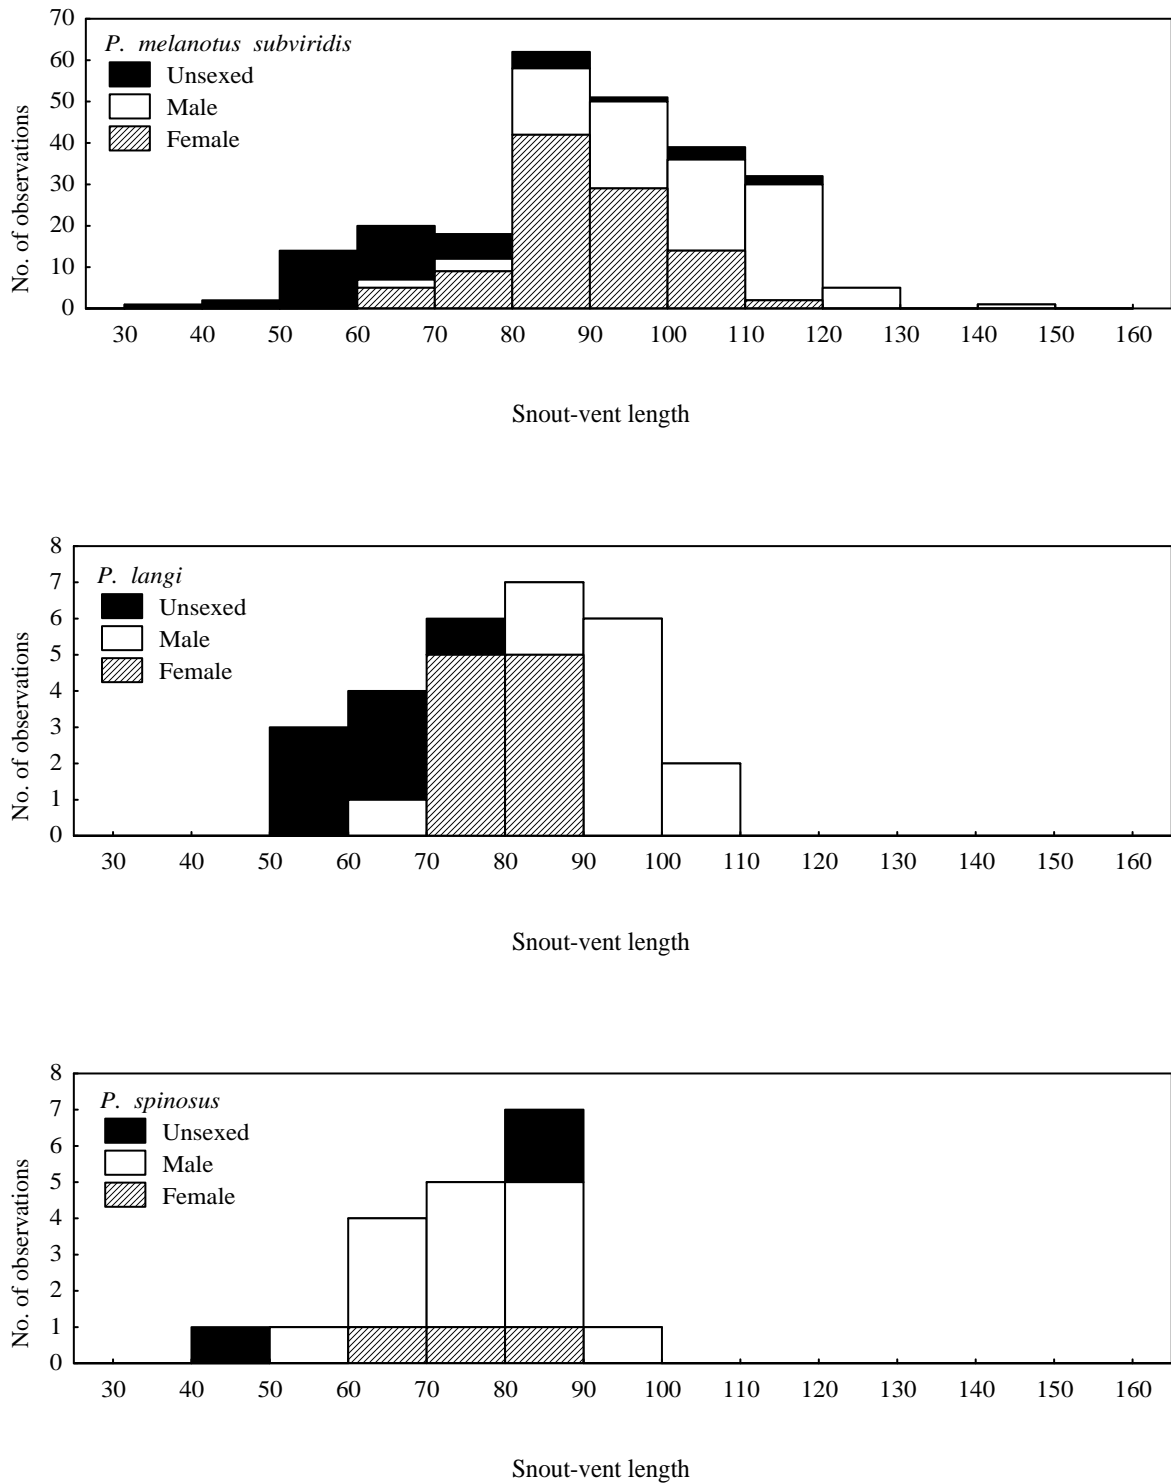 70
60
50
40
30
20
10
0
No. of observations
P. melanotus subviridis
Unsexed
Male
Female
30 40 50 60 70 80 90 100 110 120 130 140 150 160
Snout-vent length
8
7
6
5
4
3
2
1
0
No. of observations
P. langi
Unsexed
Male
Female
30 40 50 60 70 80 90 100 110 120 130 140 150 160
Snout-vent length
8
7
6
5
4
3
2
1
0
No. of observations
P. spinosus
Unsexed
Male
Female
30 40 50 60 70 80 90 100 110 120 130 140 150 160
Snout-vent length